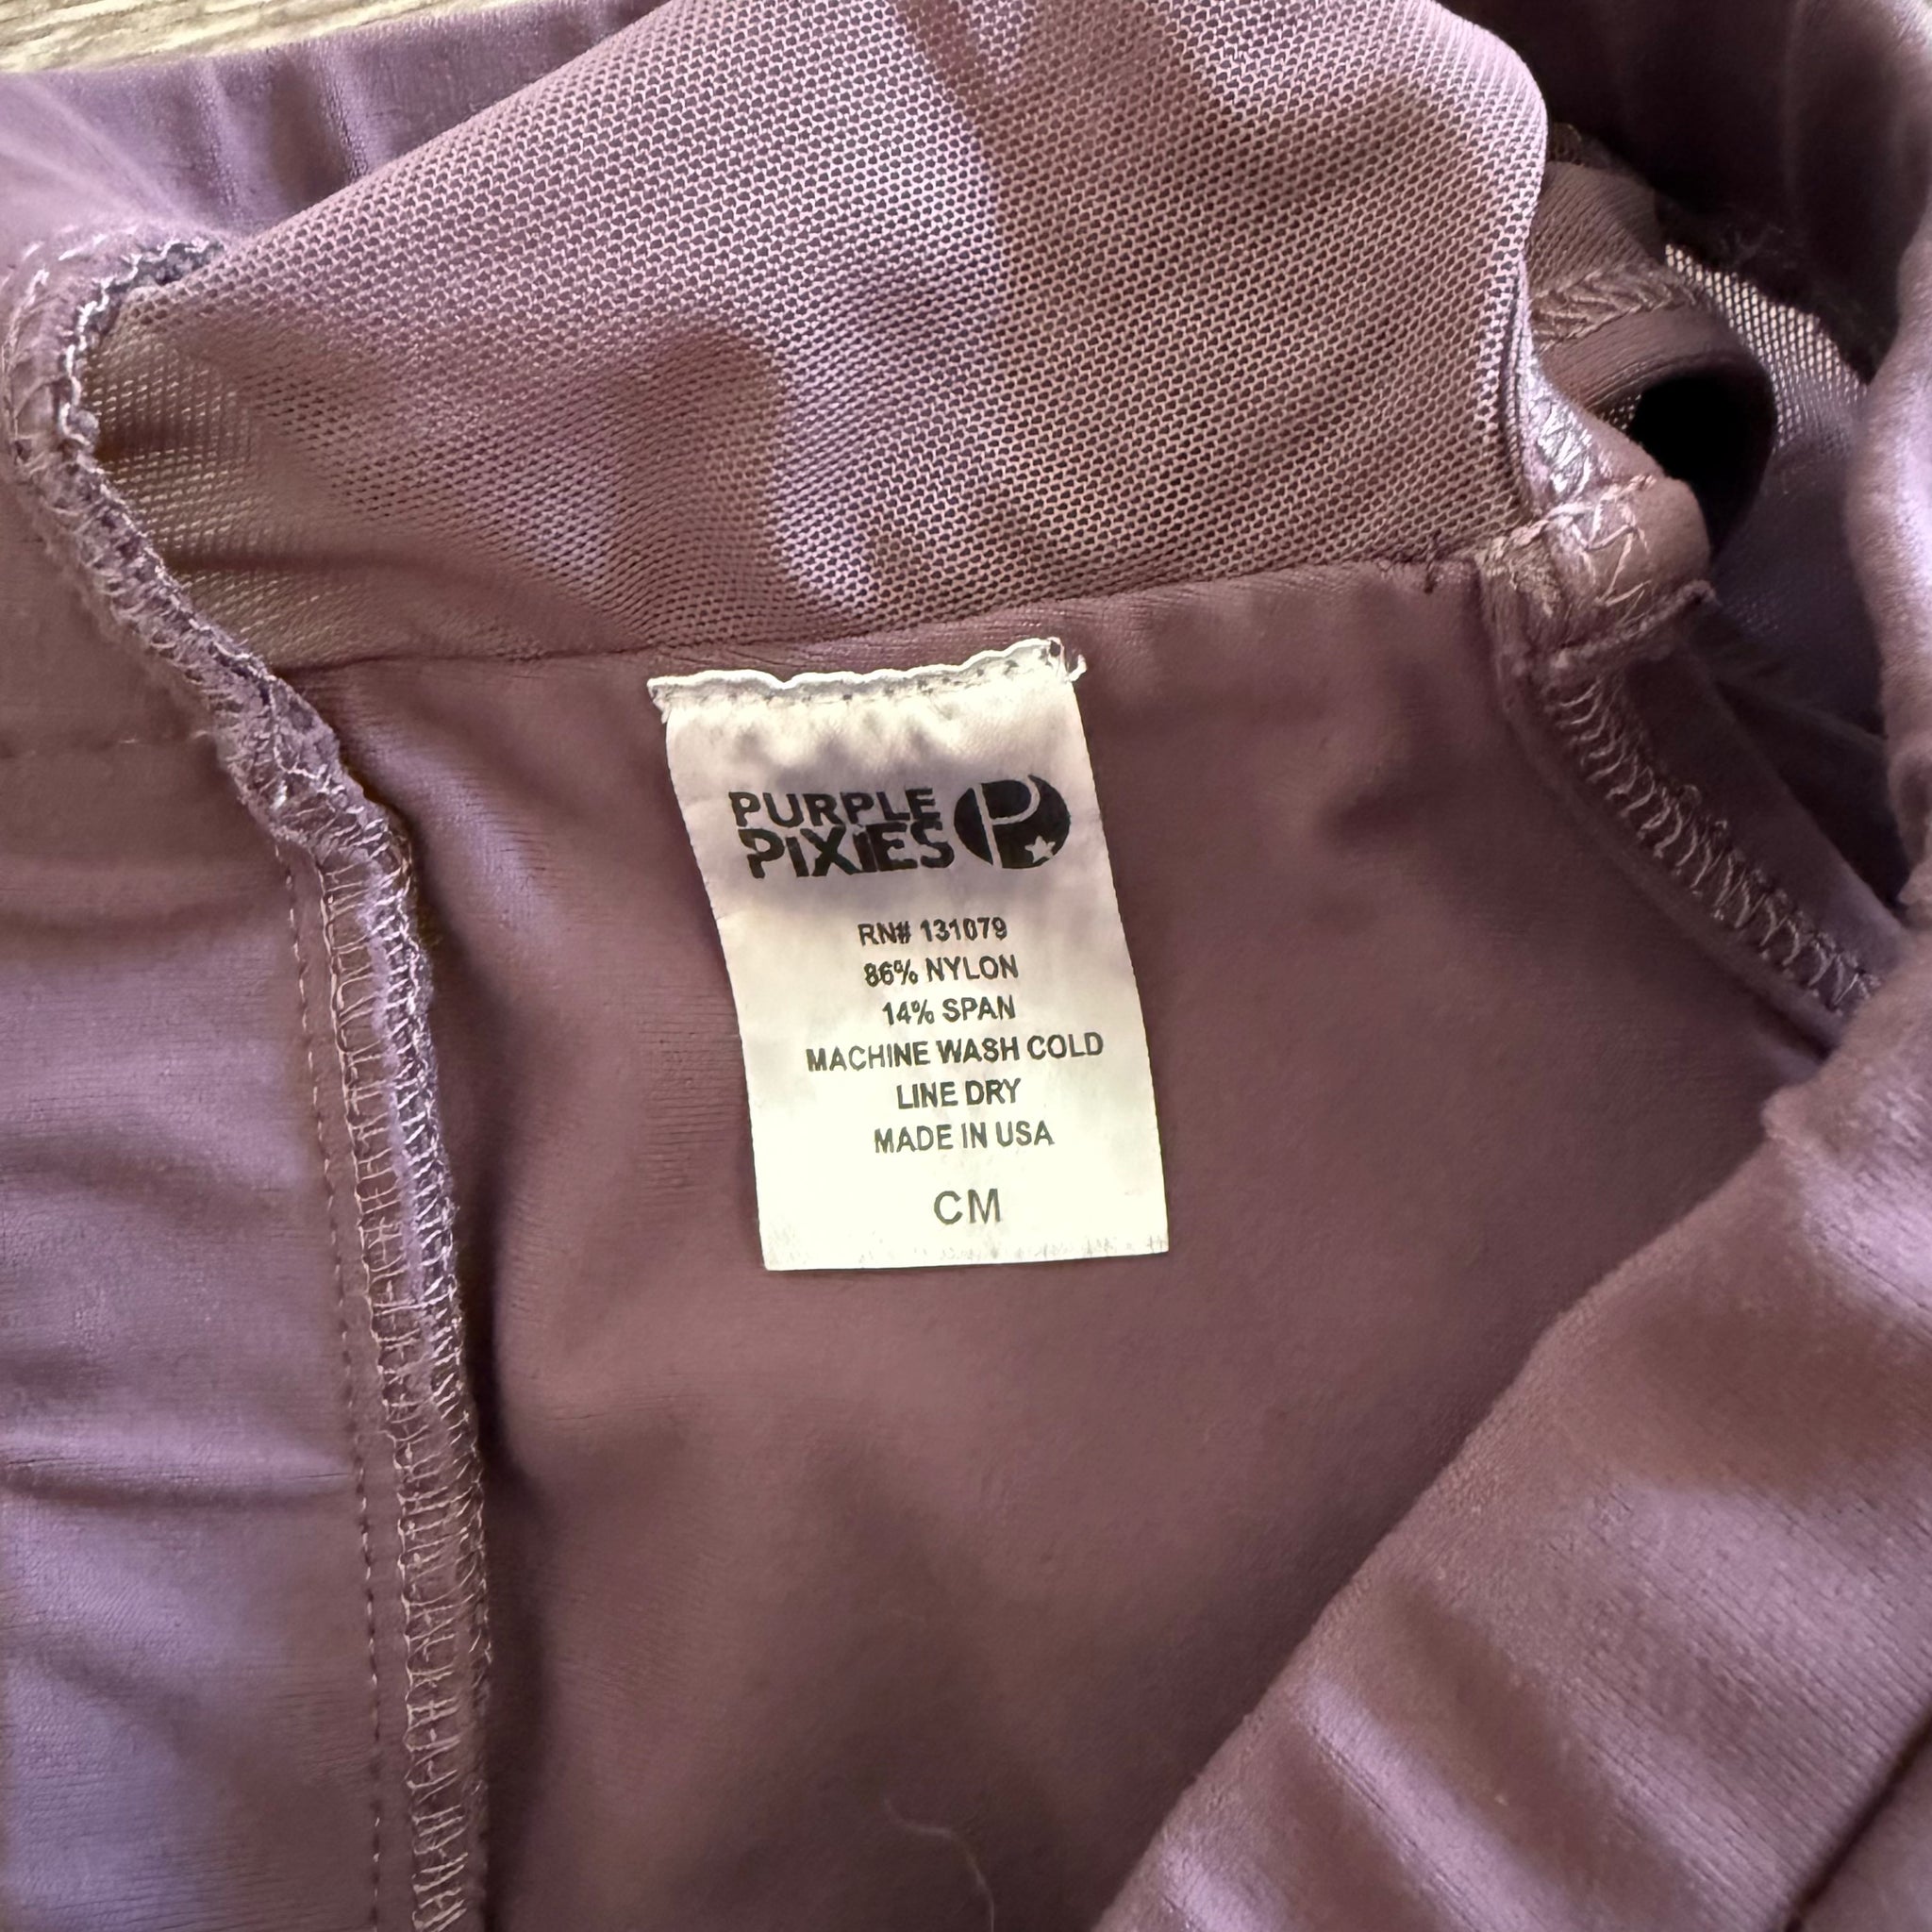 PURPLE
PIXIES
RN# 131079
86% NYLON
14% SPAN
MACHINE WASH COLD
LINE DRY
MADE IN USA
CM